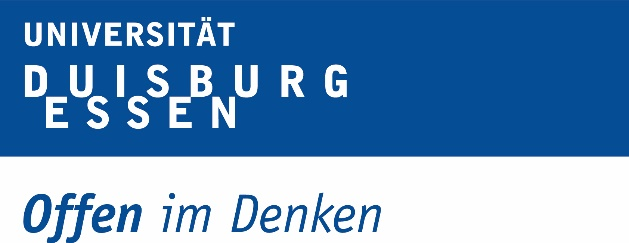 UNIVERSITÄT
DUISBURG
ESSEN
Offen im Denken